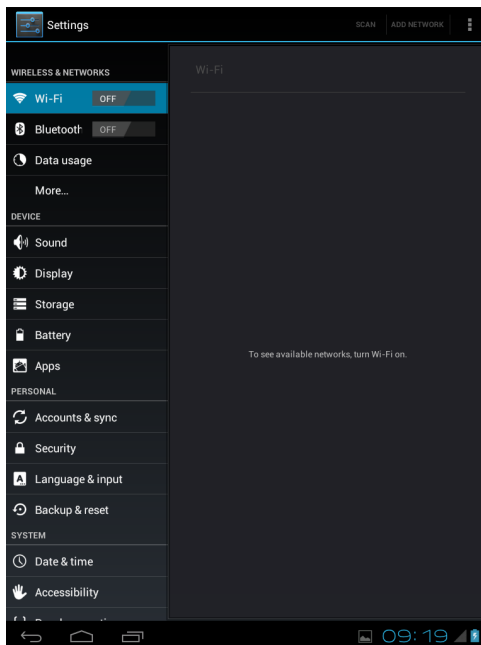 Settings
SCAN
ADD NETWORK
WIRELESS & NETWORKS
Wi-Fi
OFF
Wi-Fi
Bluetooth
OFF
Data usage
More...
DEVICE
Sound
Display
Storage
Battery
To see available networks, turn Wi-Fi on.
Apps
PERSONAL
Accounts & sync
Security
Language & input
Backup & reset
SYSTEM
Date & time
Accessibility
09:19